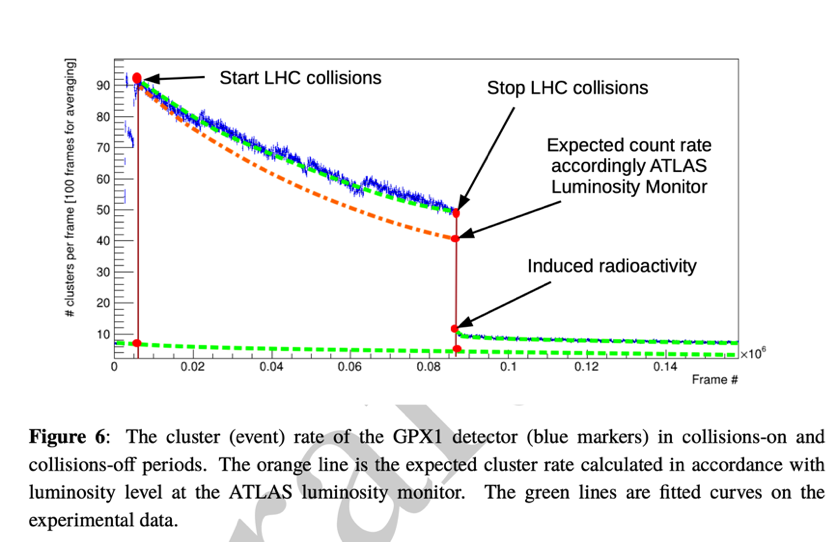 # clusters per frame [100 frames for averaging]
90
80
70
60
50
40
30
20
10
Start LHC collisions
Stop LHC collisions
Expected count rate
accordingly ATLAS
Luminosity Monitor
Induced radioactivity
0
0.02
0.04
0.06
0.08
0.1
0.12
0.14
×10⁶
Frame #
Figure 6: The cluster (event) rate of the GPX1 detector (blue markers) in collisions-on and
collisions-off periods. The orange line is the expected cluster rate calculated in accordance with
luminosity level at the ATLAS luminosity monitor. The green lines are fitted curves on the
experimental data.